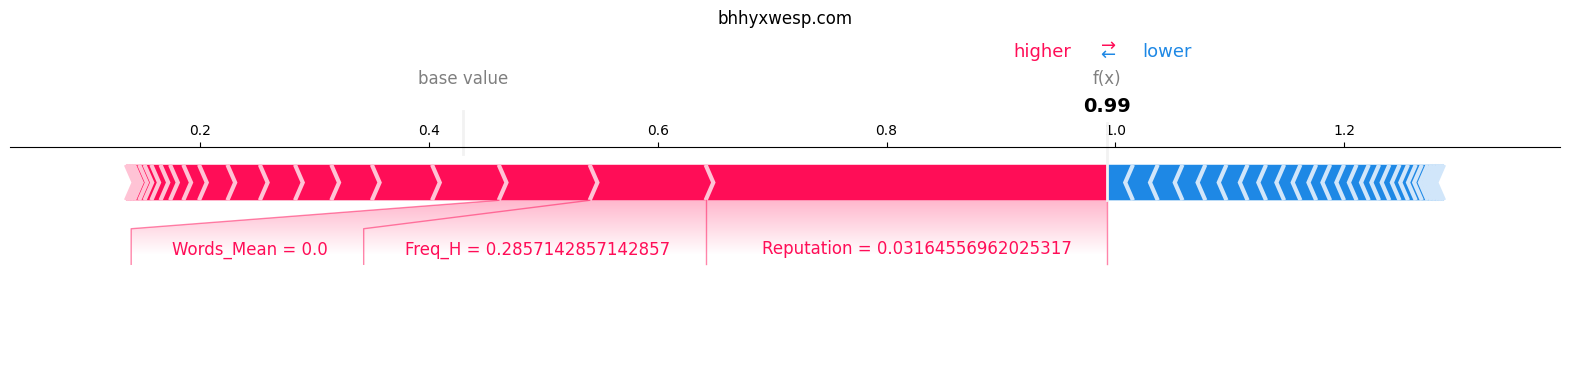 bhhyxwesp.com
higher ⇄ lower
base value f(x)
0.99
0.2 0.4 0.6 0.8 1.0 1.2
Words_Mean = 0.0 Freq_H = 0.2857142857142857 Reputation = 0.03164556962025317